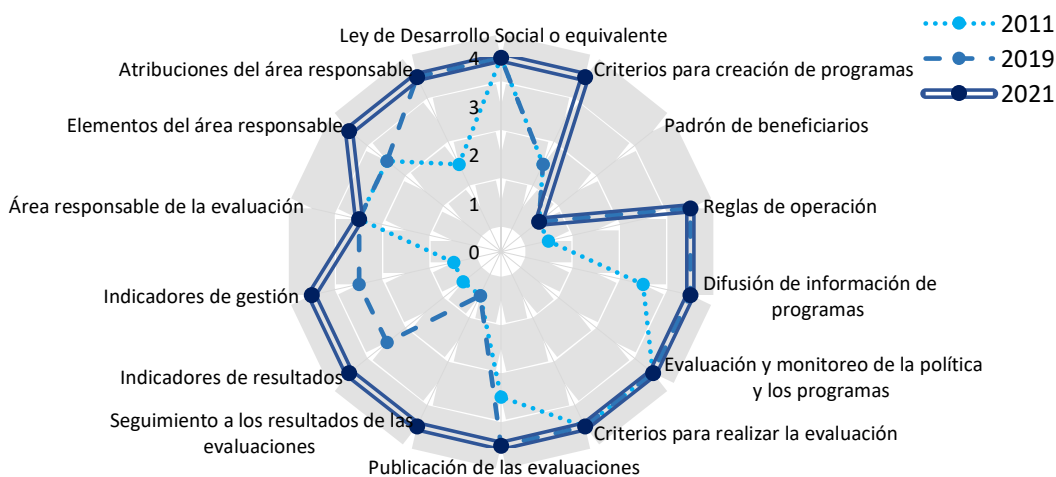 2011
2019
2021
Ley de Desarrollo Social o equivalente
Criterios para creación de programas
Padrón de beneficiarios
Reglas de operación
Difusión de información de
programas
Evaluación y monitoreo de la política
y los programas
Criterios para realizar la evaluación
Publicación de las evaluaciones
Seguimiento a los resultados de las
evaluaciones
Indicadores de resultados
Indicadores de gestión
Área responsable de la evaluación
Elementos del área responsable
Atribuciones del área responsable
4
3
2
1
0